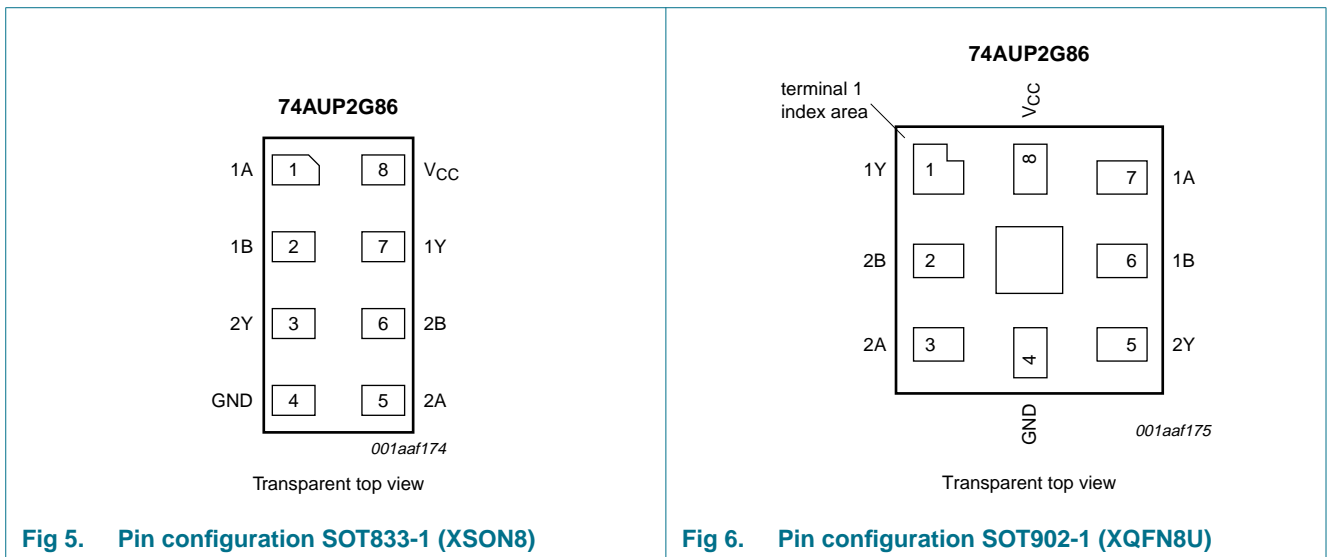 74AUP2G86
1A 1 8 VCC
1B 2 7 1Y
2Y 3 6 2B
GND 4 5 2A
001aaf174
Transparent top view
Fig 5. Pin configuration SOT833-1 (XSON8)
74AUP2G86
terminal 1
index area
VCC
1Y 1 8 7 1A
2B 2 6 1B
2A 3 4 5 2Y
GND
001aaf175
Transparent top view
Fig 6. Pin configuration SOT902-1 (XQFN8U)